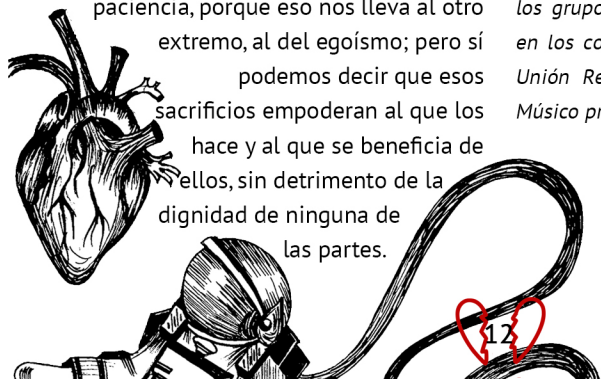 paciencia, porque eso nos lleva al otro
extremo, al del egoísmo; pero sí
podemos decir que esos
sacrificios empoderan al que los
hace y al que se beneficia de
ellos, sin detrimento de la
dignidad de ninguna de
las partes.
los grupo
en los co
Unión Re
Músico pr
12